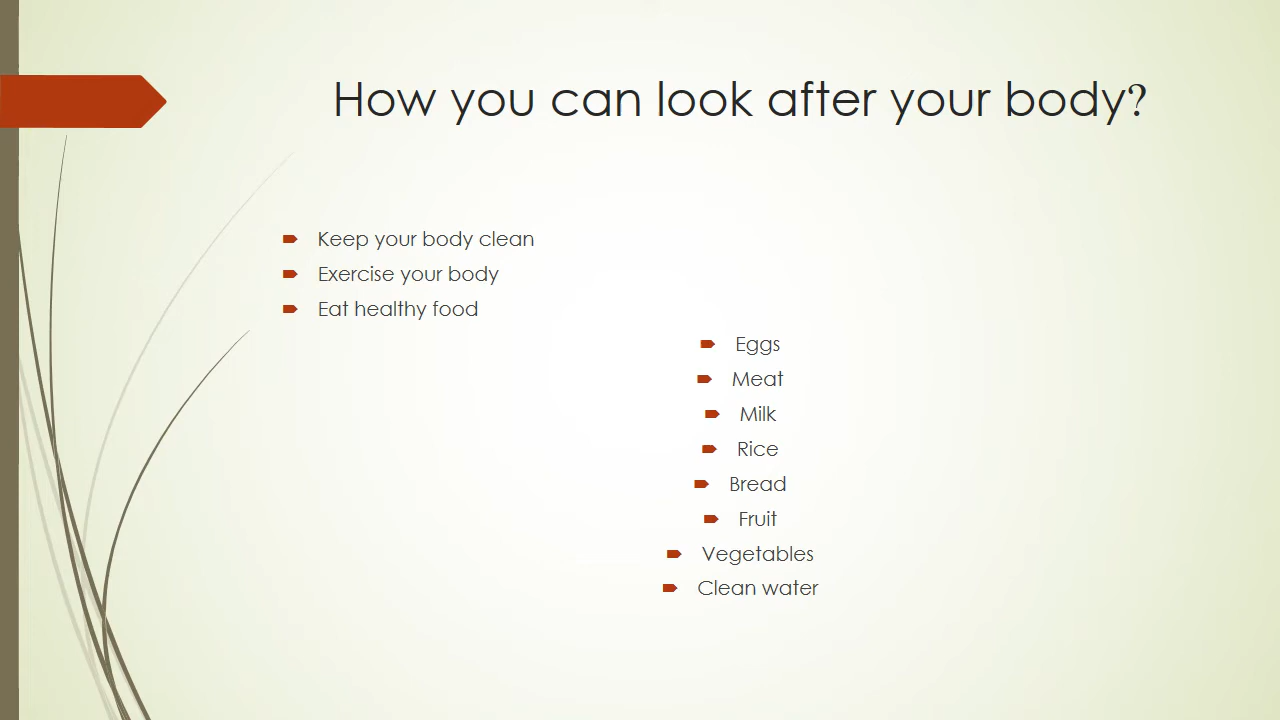 How you can look after your body?
Keep your body clean
Exercise your body
Eat healthy food
Eggs
Meat
Milk
Rice
Bread
Fruit
Vegetables
Clean water